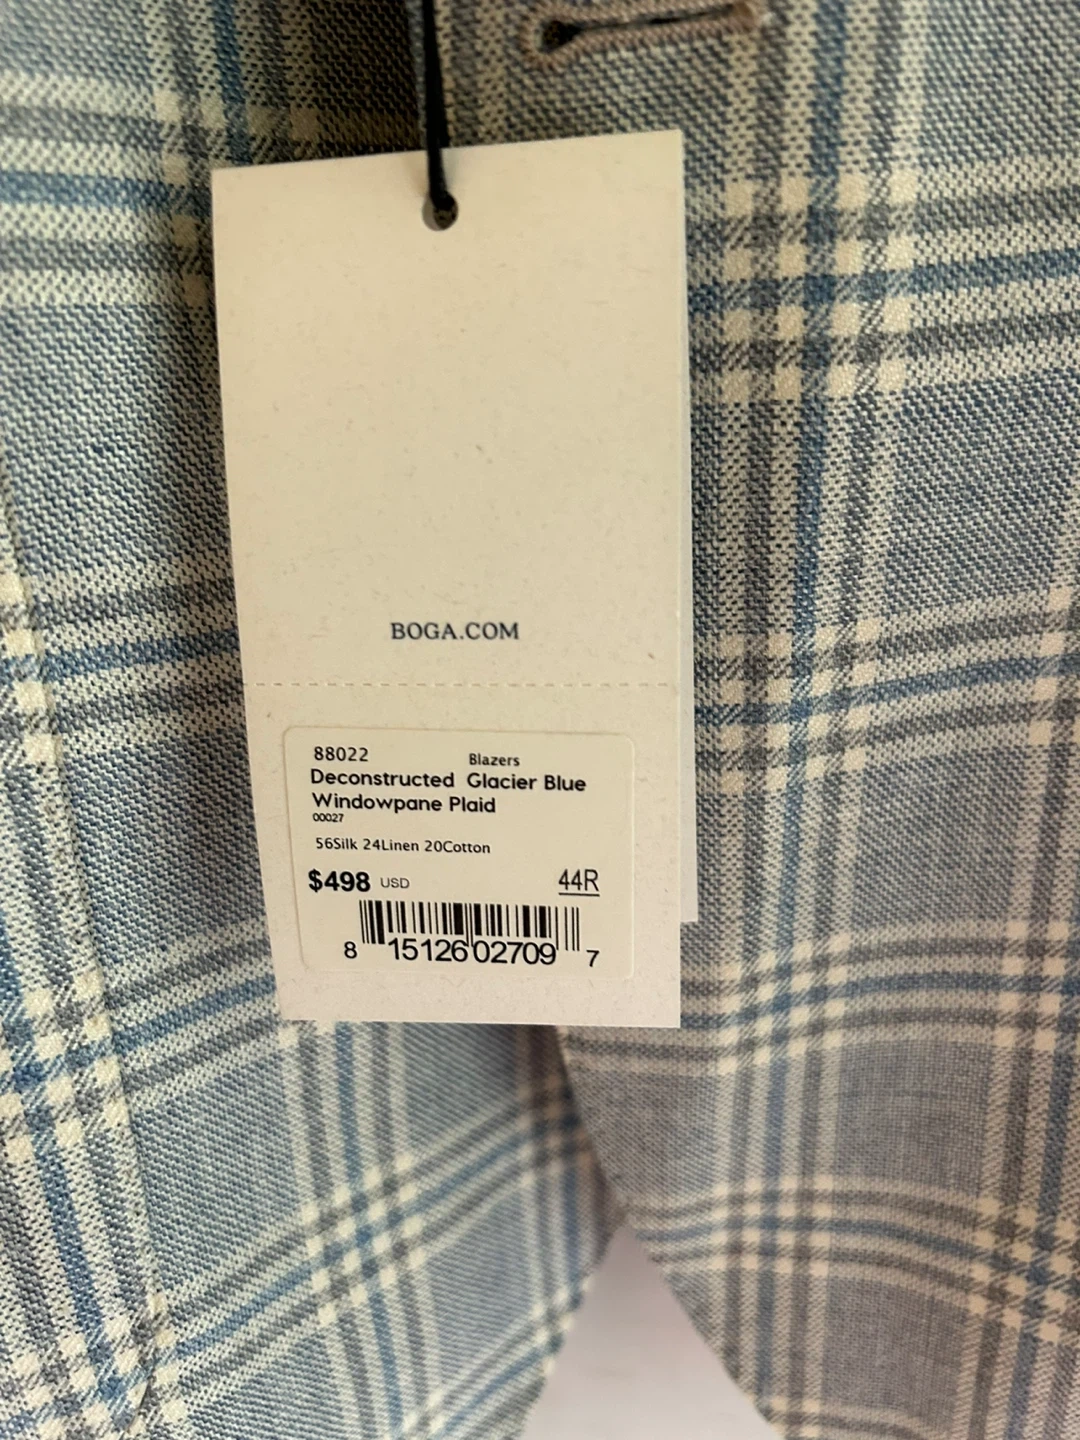 BOGA.COM
88022 Blazers
Deconstructed Glacier Blue
Windowpane Plaid
00027
56Silk 24Linen 20Cotton
$498 USD 44R
8 15126 02709 7